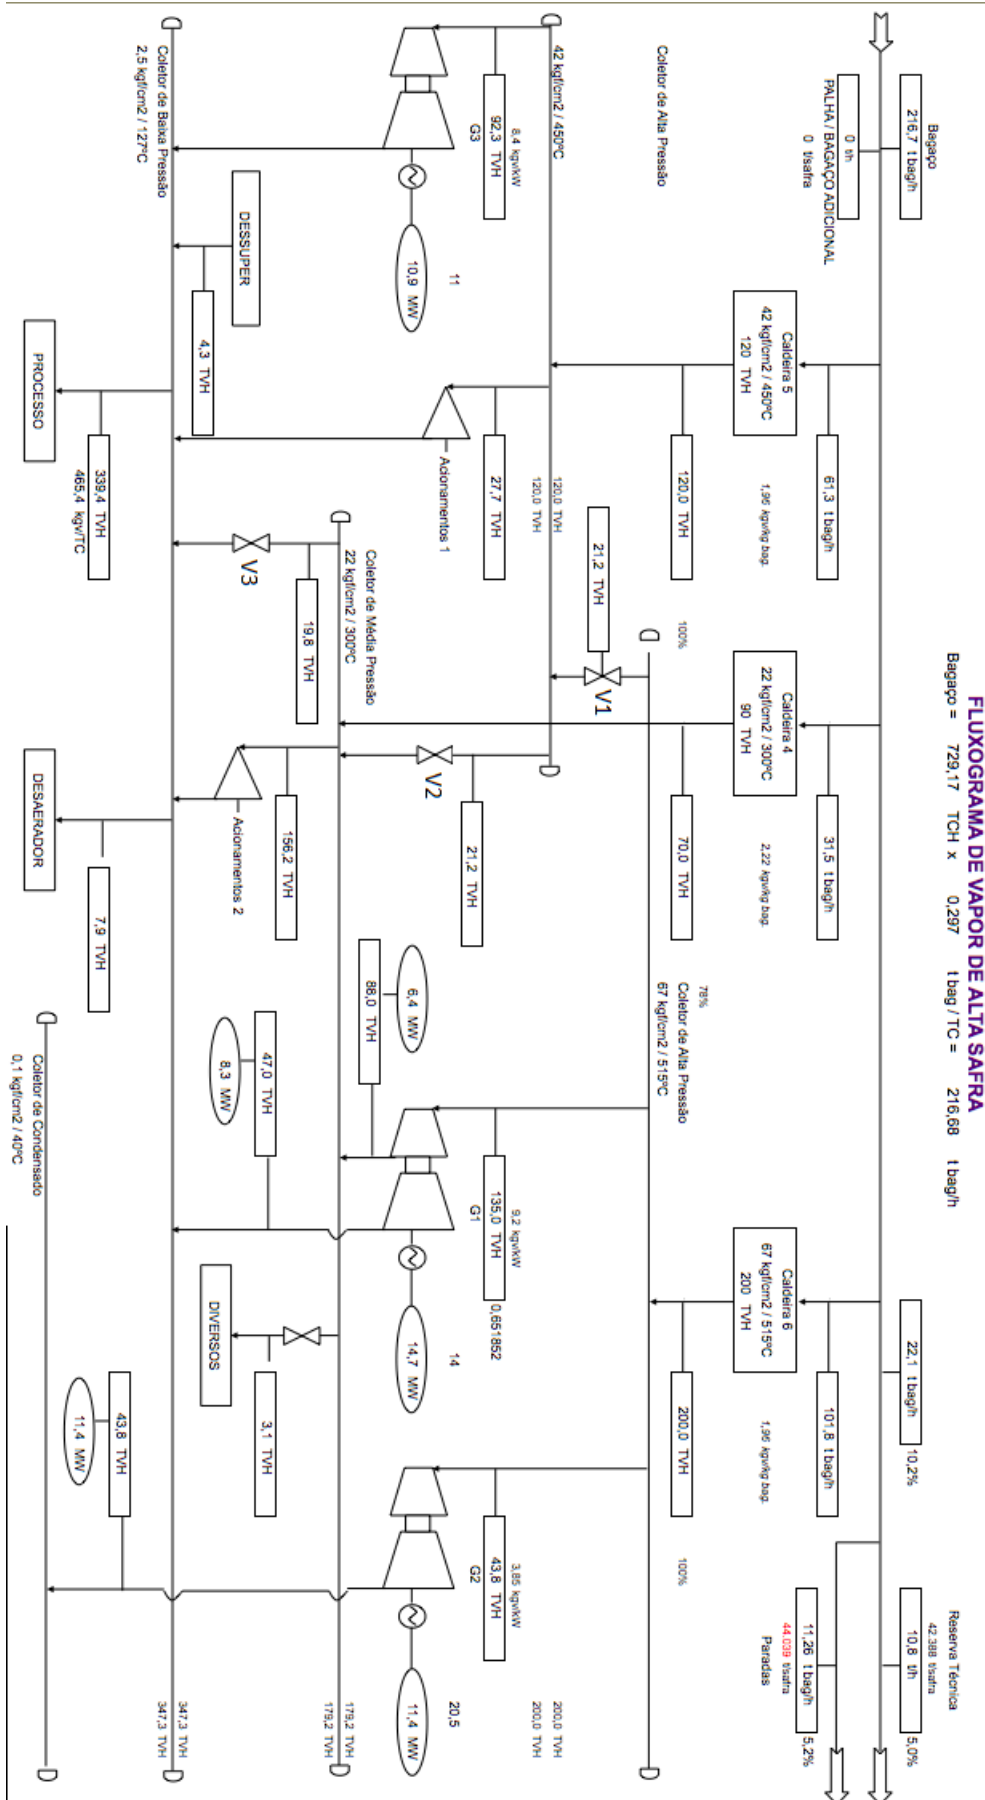 FLUXOGRAMA DE VAPOR DE ALTA SAFRA
Bagaço = 729,17 TCH x 0,297 t bag / TC = 216,68 t bag/h
Bagaço
216,7 t bag/h
0 t/h
PALHA / BAGAÇO ADICIONAL
0 t/safra
22,1 t bag/h 10,2%
Reserva Técnica
42.388 t/safra
10,8 t/h 5,0%
11,26 t bag/h 5,2%
44.039 t/safra
Paradas
61,3 t bag/h
31,5 t bag/h
101,8 t bag/h
Caldeira 5
42 kgf/cm2 / 450ºC
120 TVH
1,96 kgv/kg bag.
Caldeira 4
22 kgf/cm2 / 300ºC
90 TVH
2,22 kgv/kg bag.
Caldeira 6
67 kgf/cm2 / 515ºC
200 TVH
1,96 kgv/kg bag.
120,0 TVH
100%
70,0 TVH
78%
200,0 TVH
100%
Coletor de Alta Pressão
42 kgf/cm2 / 450ºC
Coletor de Alta Pressão
67 kgf/cm2 / 515ºC
21,2 TVH
V1
120,0 TVH
120,0 TVH
200,0 TVH
200,0 TVH
8,4 kgv/kW
92,3 TVH
G3
11
10,9 MW
27,7 TVH
Acionamentos 1
21,2 TVH
V2
9,2 kgv/kW
135,0 TVH 0,651852
G1
14
14,7 MW
3,85 kgv/kW
43,8 TVH
G2
20,5
11,4 MW
6,4 MW
88,0 TVH
Coletor de Média Pressão
22 kgf/cm2 / 300ºC
179,2 TVH
179,2 TVH
19,8 TVH
V3
156,2 TVH
Acionamentos 2
47,0 TVH
8,3 MW
3,1 TVH
DIVERSOS
DESSUPER
4,3 TVH
Coletor de Baixa Pressão
2,5 kgf/cm2 / 127ºC
347,3 TVH
347,3 TVH
43,8 TVH
11,4 MW
339,4 TVH
465,4 kgv/TC
PROCESSO
7,9 TVH
DESAERADOR
Coletor de Condensado
0,1 kgf/cm2 / 40ºC